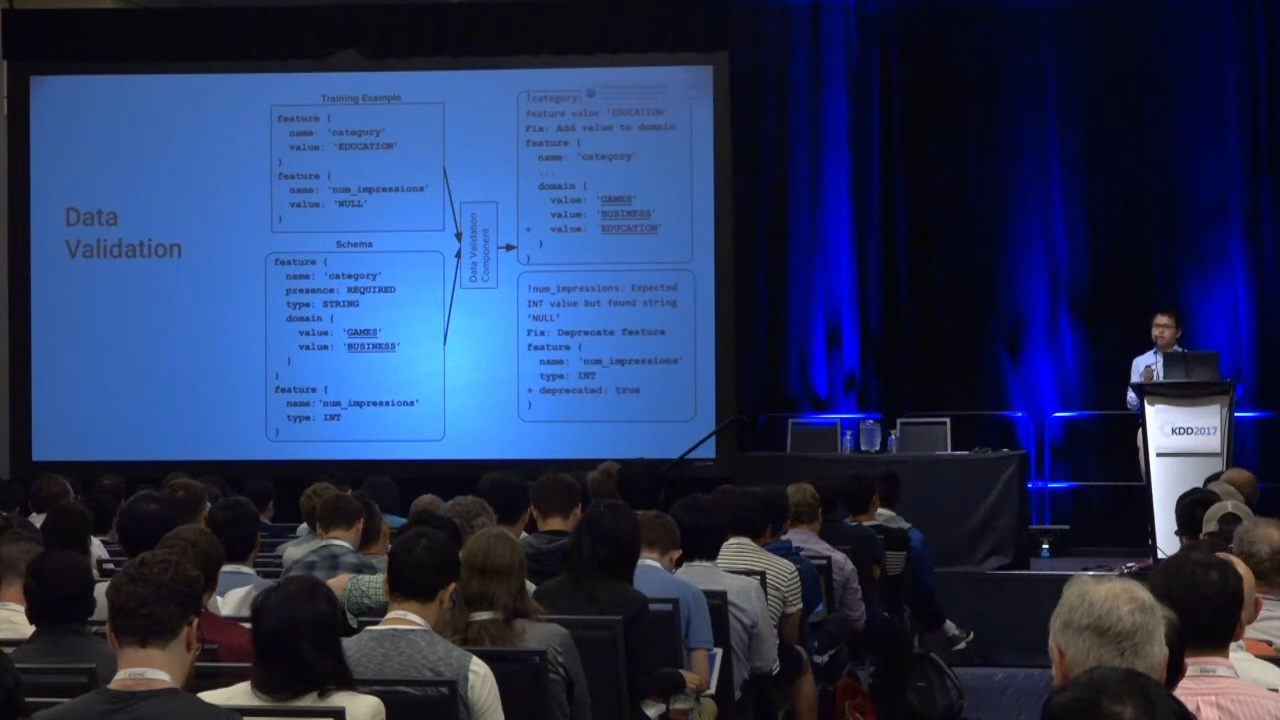 Data
Validation
Training Example
feature {
name: 'category'
value: 'EDUCATION'
}
feature {
name: 'num_impressions'
value: 'NULL'
}
Schema
feature {
name: 'category'
presence: REQUIRED
type: STRING
domain {
value: 'GAMES'
value: 'BUSINESS'
}
}
feature {
name:'num_impressions'
type: INT
}
Data Validation
Component
!category:
Feature value 'EDUCATION'
Fix: Add value to domain
feature {
name: 'category'
...
domain {
value: 'GAMES'
value: 'BUSINESS'
+ value: 'EDUCATION'
}
}
!num_impressions: Expected
INT value but found string
'NULL'
Fix: Deprecate feature
feature {
name: 'num_impressions'
type: INT
+ deprecated: true
}
KDD2017